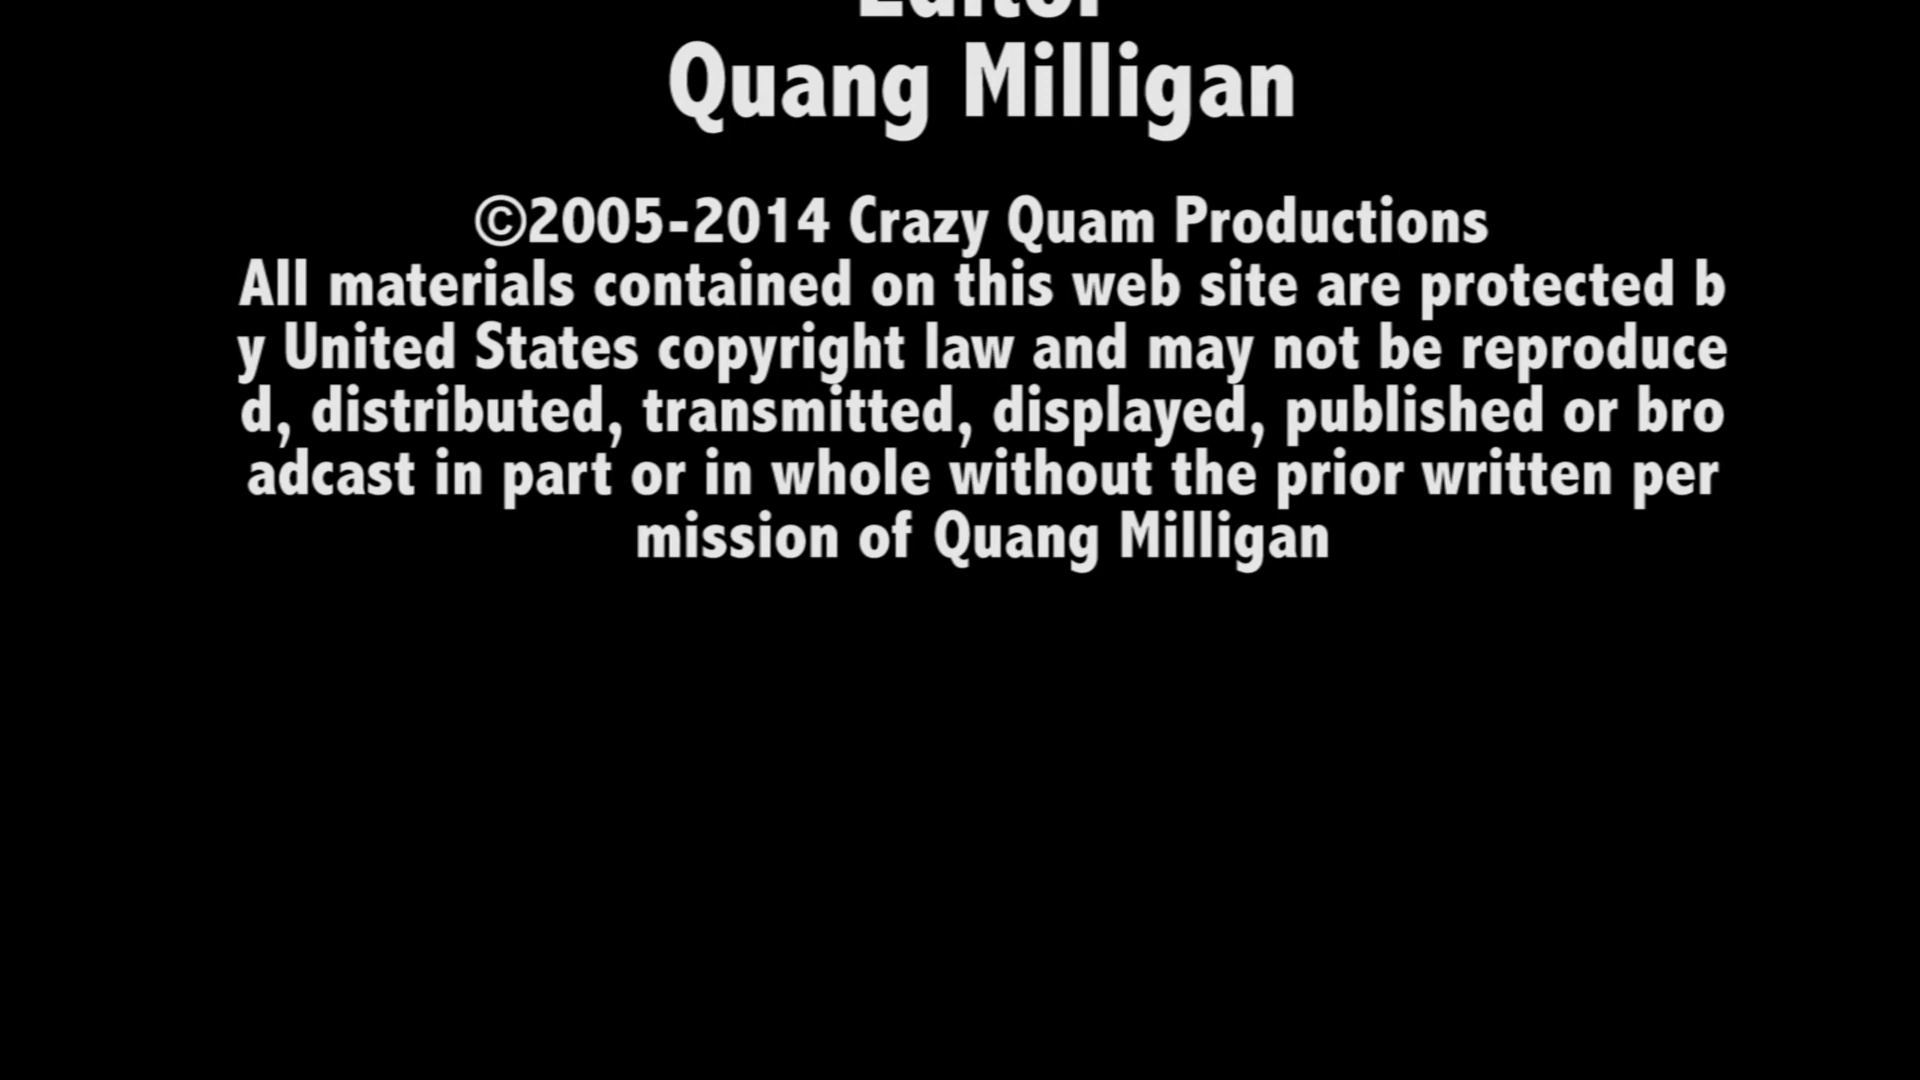 Editor
Quang Milligan
©2005-2014 Crazy Quam Productions
All materials contained on this web site are protected b
y United States copyright law and may not be reproduce
d, distributed, transmitted, displayed, published or bro
adcast in part or in whole without the prior written per
mission of Quang Milligan